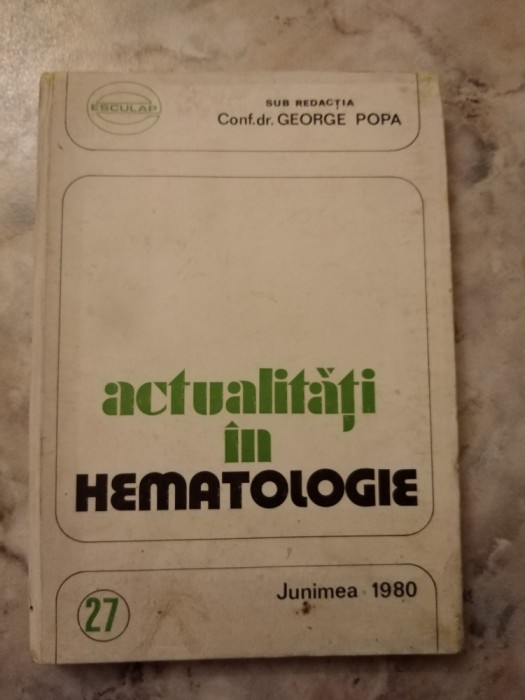 ESCULAP
SUB REDACȚIA
Conf.dr. GEORGE POPA
actualități
în
HEMATOLOGIE
27
Junimea · 1980